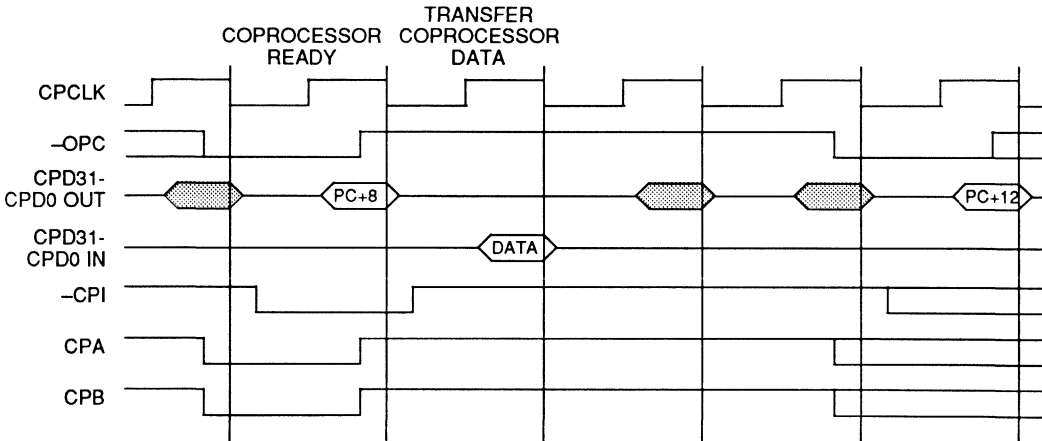 COPROCESSOR
READY
TRANSFER
COPROCESSOR
DATA
CPCLK
–OPC
CPD31-
CPD0 OUT
PC+8
PC+12
CPD31-
CPD0 IN
DATA
–CPI
CPA
CPB